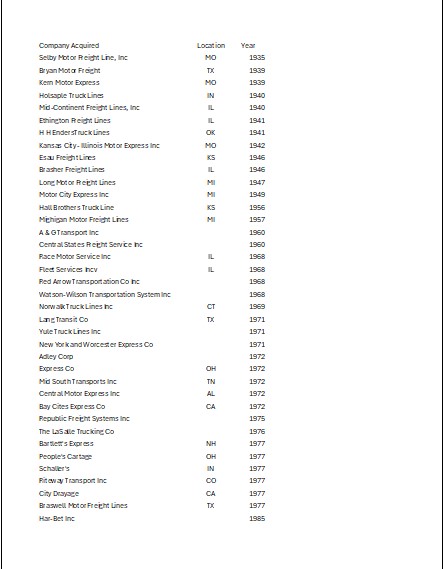 Company Acquired Location Year
Selby Motor Freight Line, Inc MO 1935
Bryan Motor Freight TX 1939
Kern Motor Express MO 1939
Holsaple Truck Lines IN 1940
Mid-Continent Freight Lines, Inc IL 1940
Ethington Freight Lines IL 1941
H H Enders Truck Lines OK 1941
Kansas City - Illinois Motor Express Inc MO 1942
Esau Freight Lines KS 1946
Brasher Freight Lines IL 1946
Long Motor Freight Lines MI 1947
Motor City Express Inc MI 1949
Hall Brothers Truck Line KS 1956
Michigan Motor Freight Lines MI 1957
A & G Transport Inc 1960
Central States Freight Service Inc 1960
Race Motor Service Inc IL 1968
Fleet Services Incv IL 1968
Red Arrow Transportation Co Inc 1968
Watson-Wilson Transportation System Inc 1968
Norwalk Truck Lines Inc CT 1969
Lang Transit Co TX 1971
Yule Truck Lines Inc 1971
New York and Worcester Express Co 1971
Adley Corp 1972
Express Co OH 1972
Mid South Transports Inc TN 1972
Central Motor Express Inc AL 1972
Bay Cites Express Co CA 1972
Republic Freight Systems Inc 1975
The LaSalle Trucking Co 1976
Bartlett's Express NH 1977
People's Cartage OH 1977
Schaller's IN 1977
Riteway Transport Inc CO 1977
City Drayage CA 1977
Braswell Motor Freight Lines TX 1977
Har-Bet Inc 1985